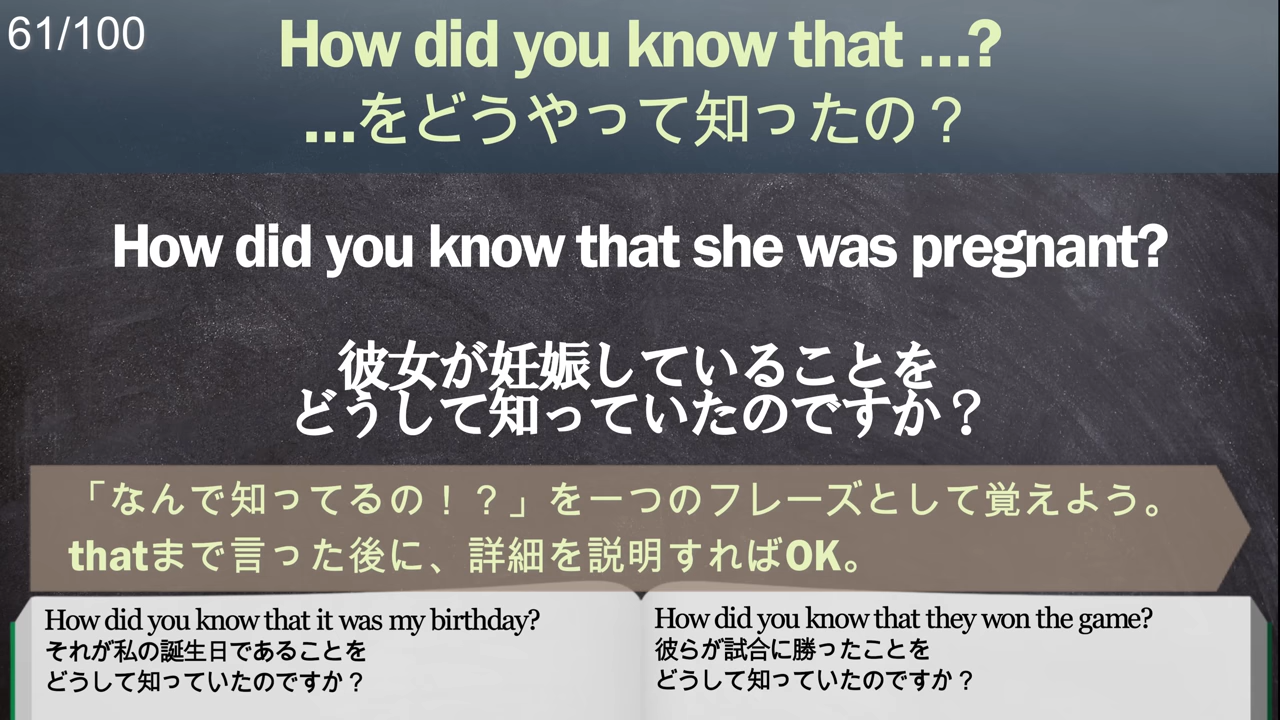 61/100
How did you know that ...?
...をどうやって知ったの？
How did you know that she was pregnant?
彼女が妊娠していることを
どうして知っていたのですか？
「なんで知ってるの！？」を一つのフレーズとして覚えよう。
thatまで言った後に、詳細を説明すればOK。
How did you know that it was my birthday?
それが私の誕生日であることを
どうして知っていたのですか？
How did you know that they won the game?
彼らが試合に勝ったことを
どうして知っていたのですか？